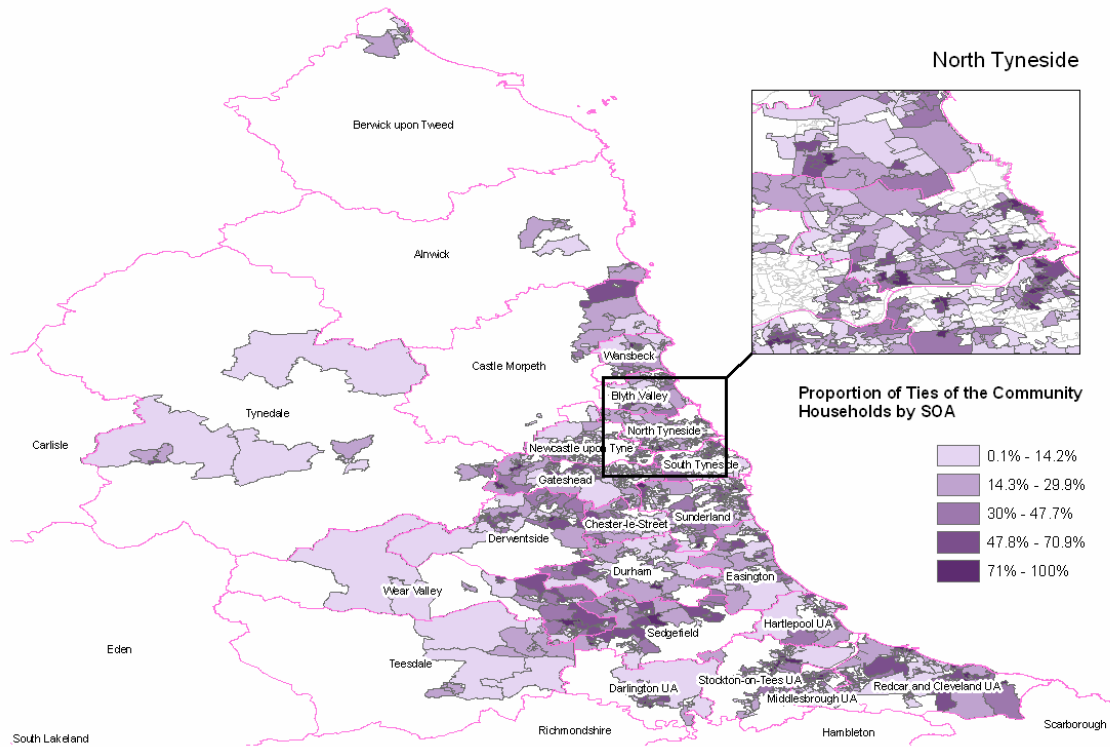 North Tyneside
Berwick upon Tweed
Alnwick
Castle Morpeth
Wansbeck
Blyth Valley
Tynedale
Carlisle
North Tyneside
Newcastle upon Tyne
South Tyneside
Gateshead
Proportion of Ties of the Community
Households by SOA
0.1% - 14.2%
14.3% - 29.9%
30% - 47.7%
47.8% - 70.9%
71% - 100%
Chester-le-Street
Sunderland
Derwentside
Durham
Easington
Wear Valley
Hartlepool UA
Sedgefield
Eden
Teesdale
Stockton-on-Tees UA
Redcar and Cleveland UA
Darlington UA
Middlesbrough UA
Scarborough
Richmondshire
Hambleton
South Lakeland